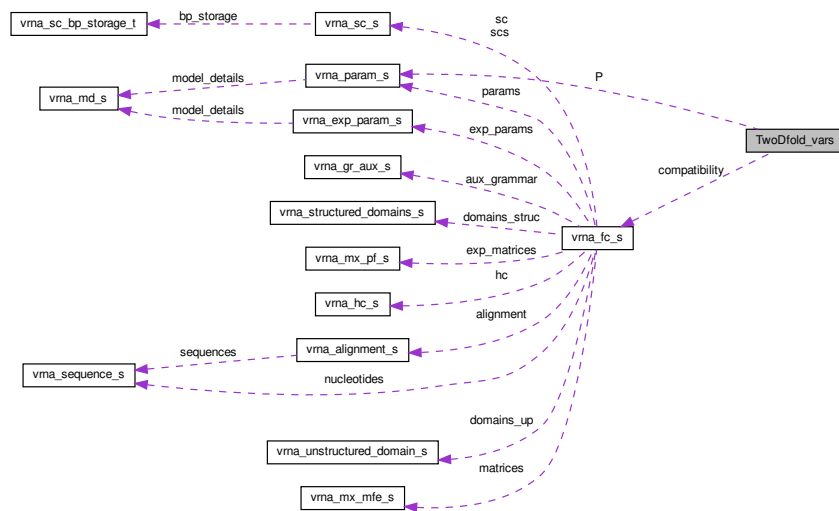 vrna_sc_bp_storage_t
bp_storage
vrna_sc_s
sc
scs
vrna_md_s
model_details
model_details
vrna_param_s
params
P
vrna_exp_param_s
exp_params
TwoDfold_vars
vrna_gr_aux_s
aux_grammar
compatibility
vrna_structured_domains_s
domains_struc
vrna_fc_s
vrna_mx_pf_s
exp_matrices
hc
vrna_hc_s
alignment
vrna_alignment_s
sequences
vrna_sequence_s
nucleotides
domains_up
vrna_unstructured_domain_s
matrices
vrna_mx_mfe_s